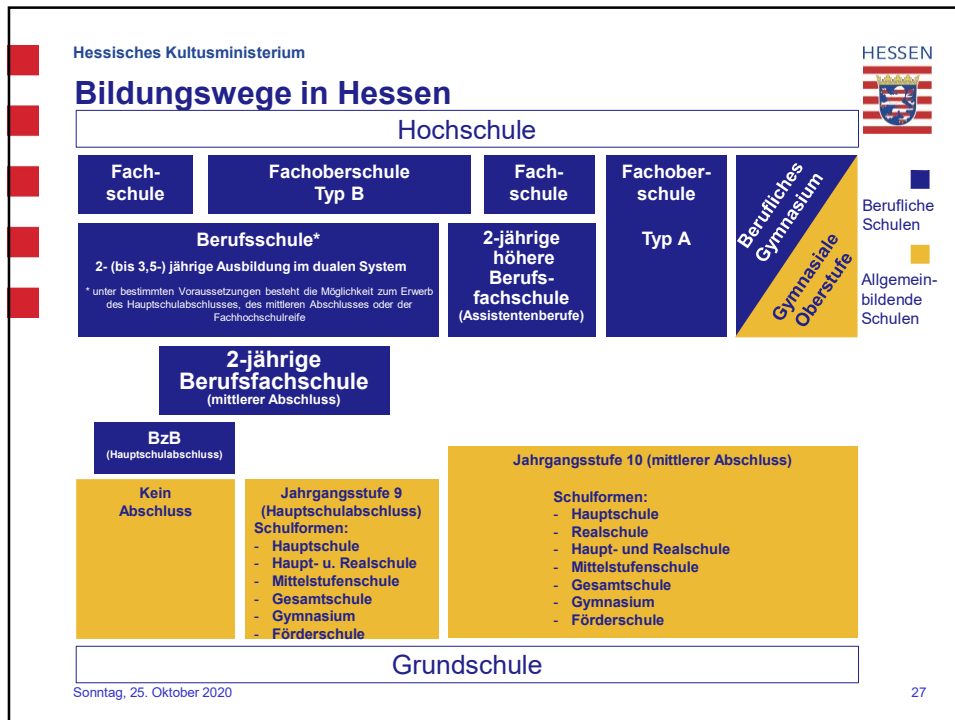 Hessisches Kultusministerium
HESSEN
Bildungswege in Hessen
Hochschule
Fach-
schule
Fachoberschule
Typ B
Fach-
schule
Fachober-
schule
Typ A
Berufliches
Gymnasium
Gymnasiale
Oberstufe
Berufliche
Schulen
Allgemein-
bildende
Schulen
Berufsschule*
2- (bis 3,5-) jährige Ausbildung im dualen System
* unter bestimmten Voraussetzungen besteht die Möglichkeit zum Erwerb
des Hauptschulabschlusses, des mittleren Abschlusses oder der
Fachhochschulreife
2-jährige
höhere
Berufs-
fachschule
(Assistentenberufe)
2-jährige
Berufsfachschule
(mittlerer Abschluss)
BzB
(Hauptschulabschluss)
Kein
Abschluss
Jahrgangsstufe 9
(Hauptschulabschluss)
Schulformen:
- Hauptschule
- Haupt- u. Realschule
- Mittelstufenschule
- Gesamtschule
- Gymnasium
- Förderschule
Jahrgangsstufe 10 (mittlerer Abschluss)
Schulformen:
- Hauptschule
- Realschule
- Haupt- und Realschule
- Mittelstufenschule
- Gesamtschule
- Gymnasium
- Förderschule
Grundschule
Sonntag, 25. Oktober 2020
27